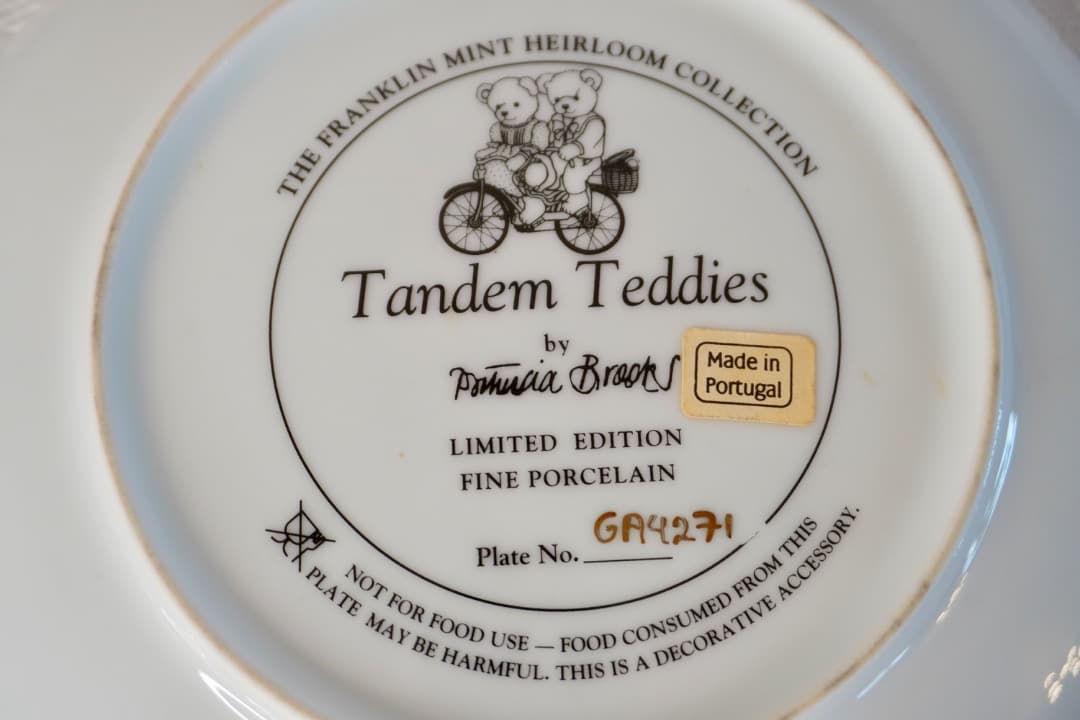 THE FRANKLIN MINT HEIRLOOM COLLECTION
Tandem Teddies
by
Patricia Brooks
Made in
Portugal
LIMITED EDITION
FINE PORCELAIN
Plate No. GA4271
NOT FOR FOOD USE — FOOD CONSUMED FROM THIS
PLATE MAY BE HARMFUL. THIS IS A DECORATIVE ACCESSORY.